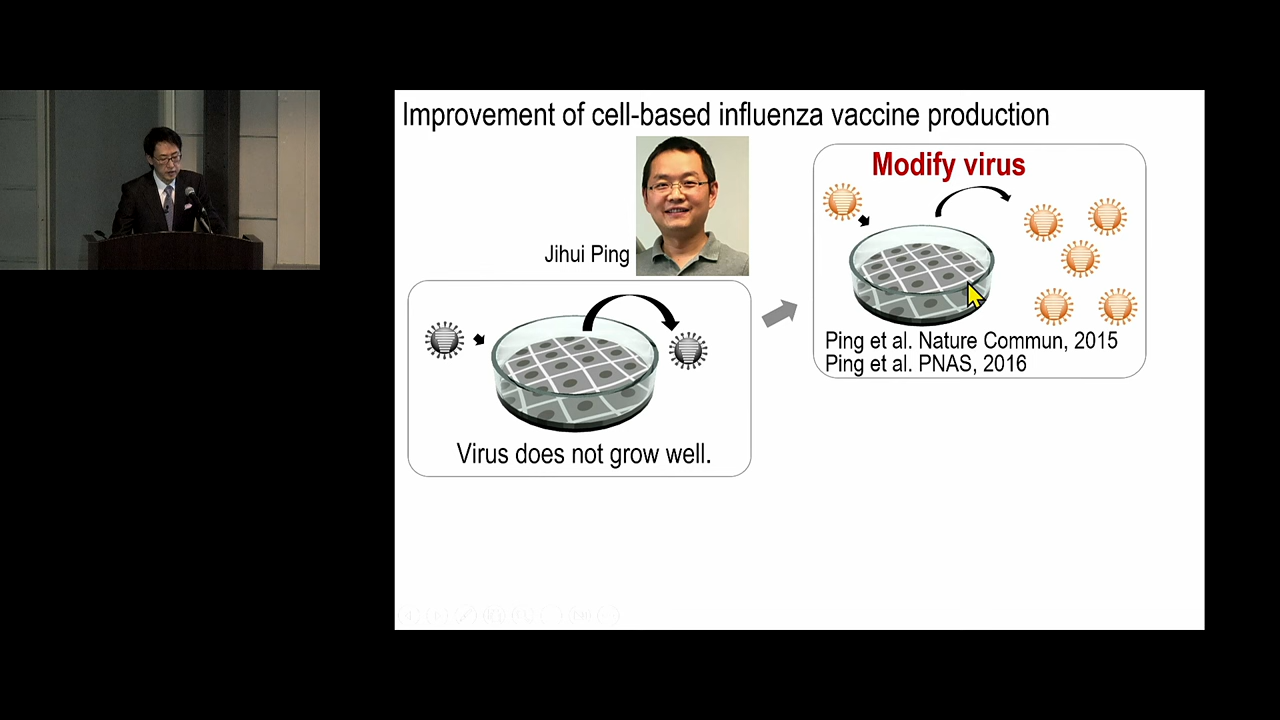 Improvement of cell-based influenza vaccine production
Jihui Ping
Virus does not grow well.
Modify virus
Ping et al. Nature Commun, 2015
Ping et al. PNAS, 2016